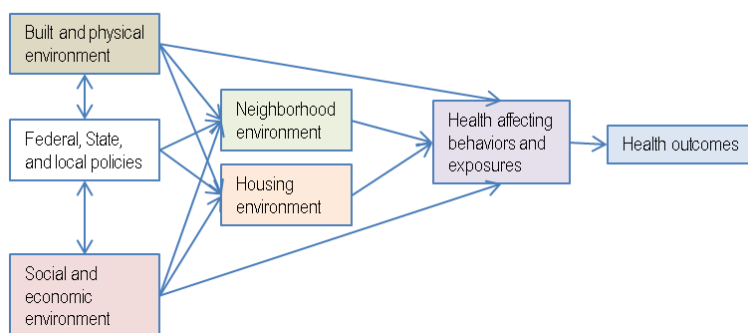 Built and physical
environment
Federal, State,
and local policies
Social and
economic
environment
Neighborhood
environment
Housing
environment
Health affecting
behaviors and
exposures
Health outcomes